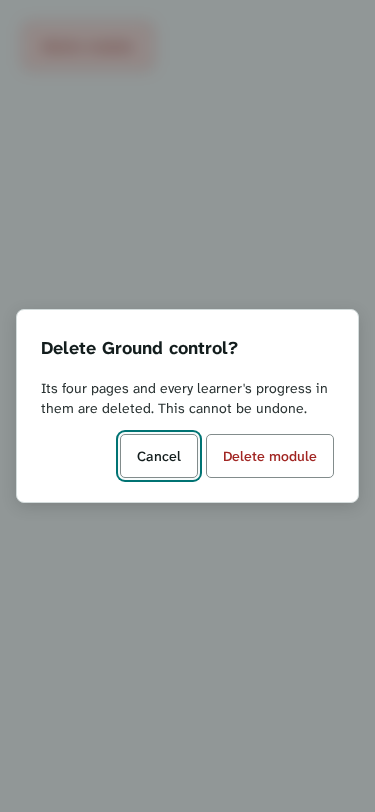 Delete Ground control?
Its four pages and every learner's progress in
them are deleted. This cannot be undone.
Cancel
Delete module